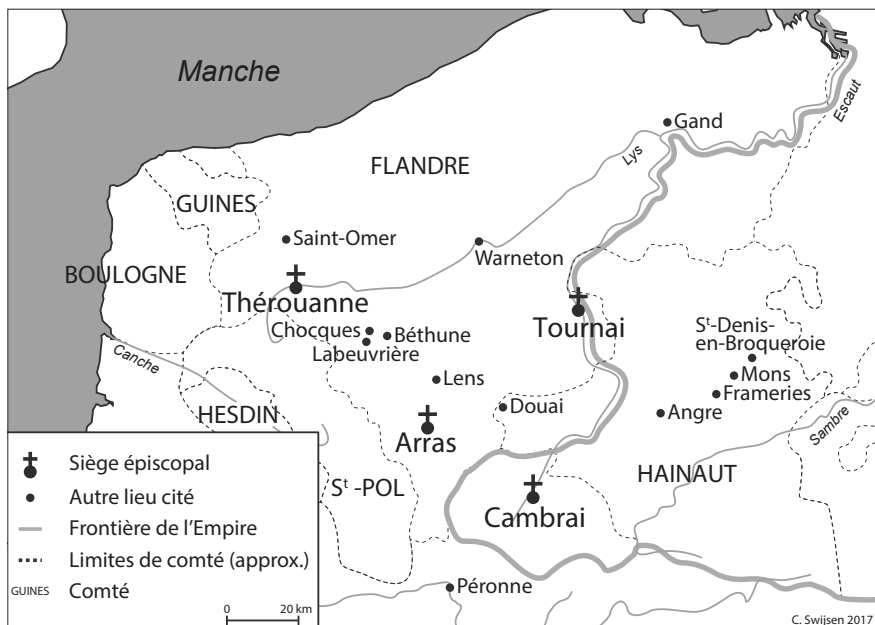 Manche
Escaut
Gand
Lys
FLANDRE
GUINES
Saint-Omer
Warneton
BOULOGNE
Thérouanne
Tournai
Chocques
Béthune
Labeuvrière
Sᵗ-Denis-
en-Broqueroie
Canche
Mons
Lens
Frameries
HESDIN
Douai
Angre
Sambre
Arras
HAINAUT
Sᵗ -POL
Cambrai
Péronne
Siège épiscopal
Autre lieu cité
Frontière de l'Empire
Limites de comté (approx.)
GUINES Comté
0 20 km
C. Swijsen 2017